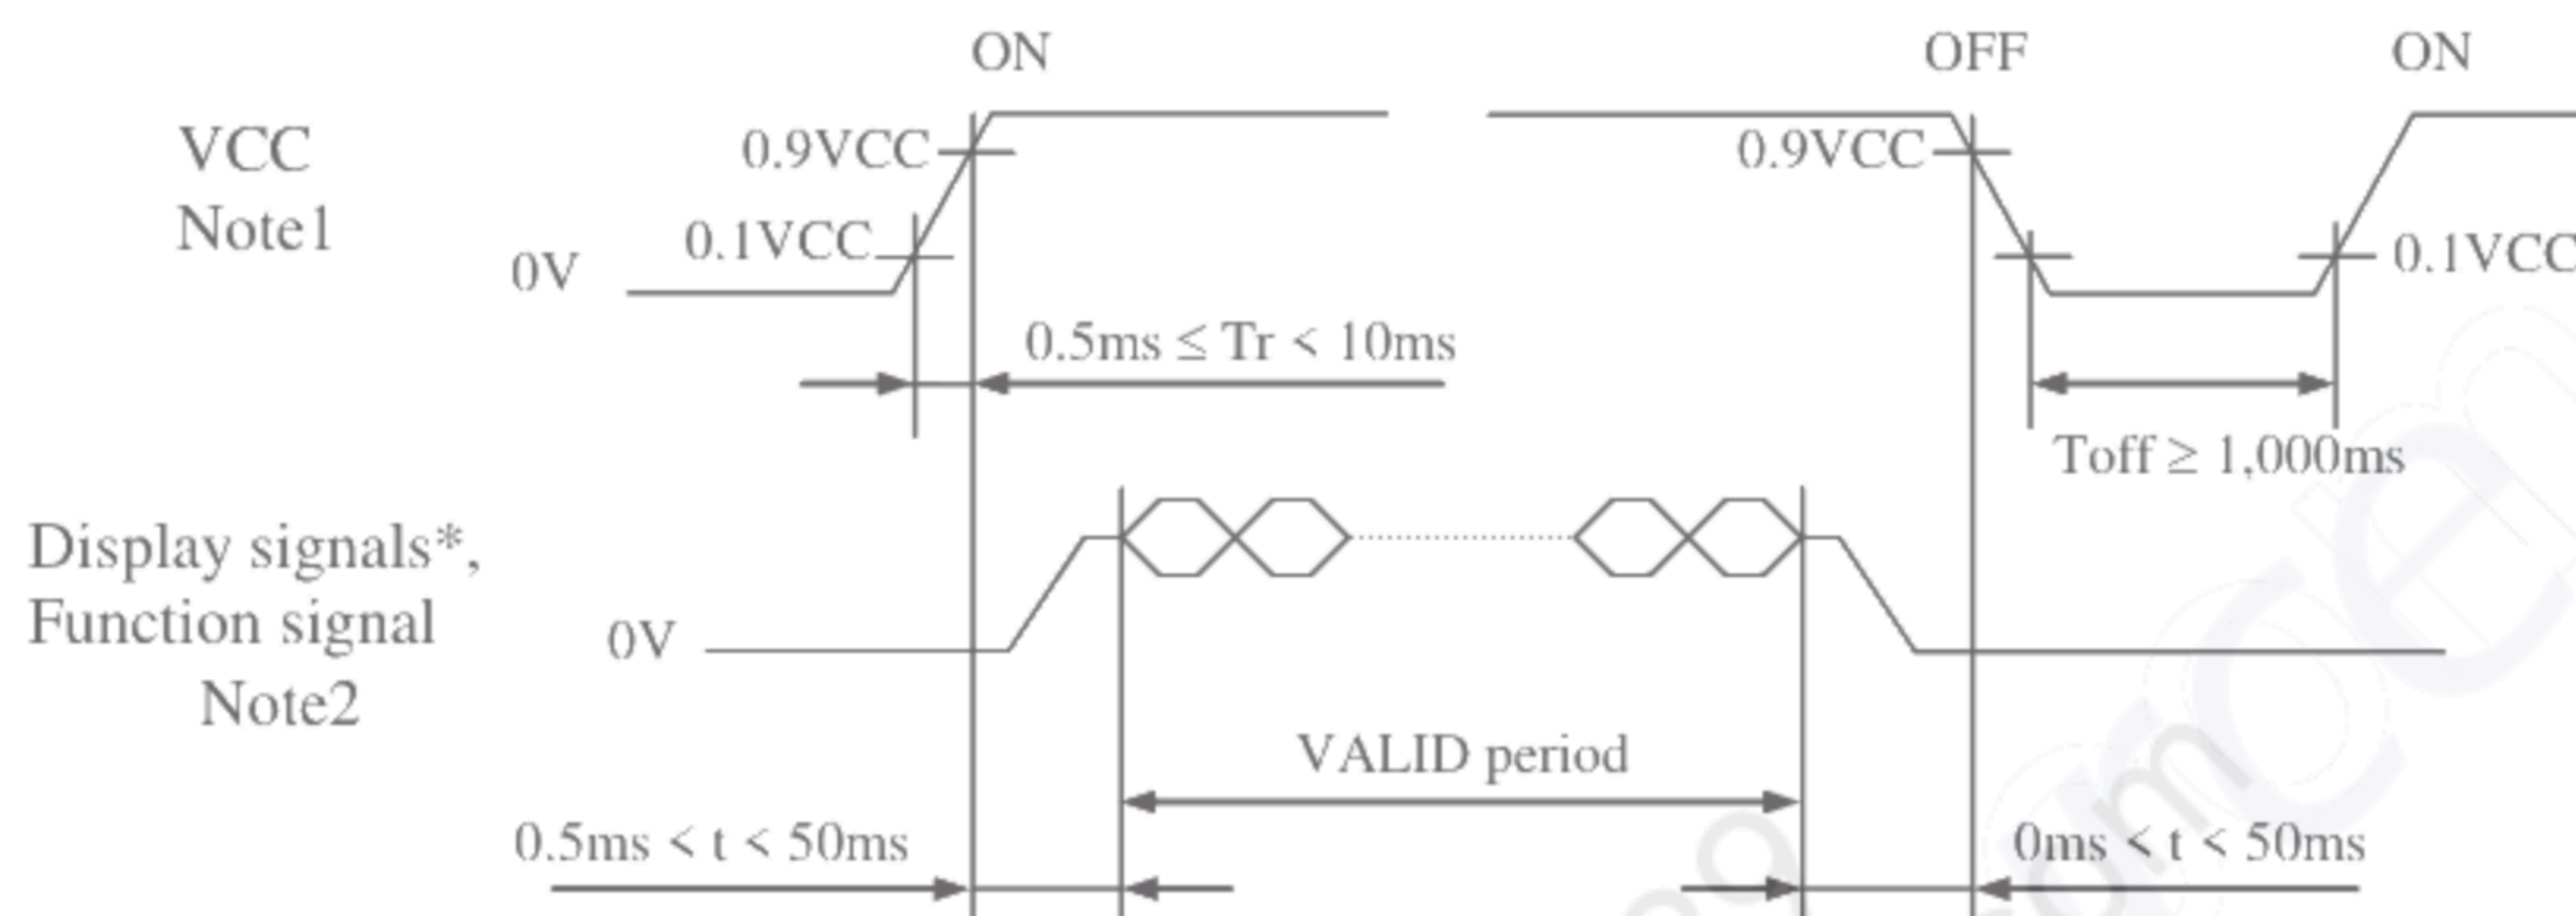 ON
OFF
ON
VCC
Note1
0.9VCC
0.1VCC
0V
0.9VCC
0.1VCC
0.5ms ≤ Tr < 10ms
Toff ≥ 1,000ms
Display signals*,
Function signal
Note2
0V
VALID period
0.5ms < t < 50ms
0ms < t < 50ms